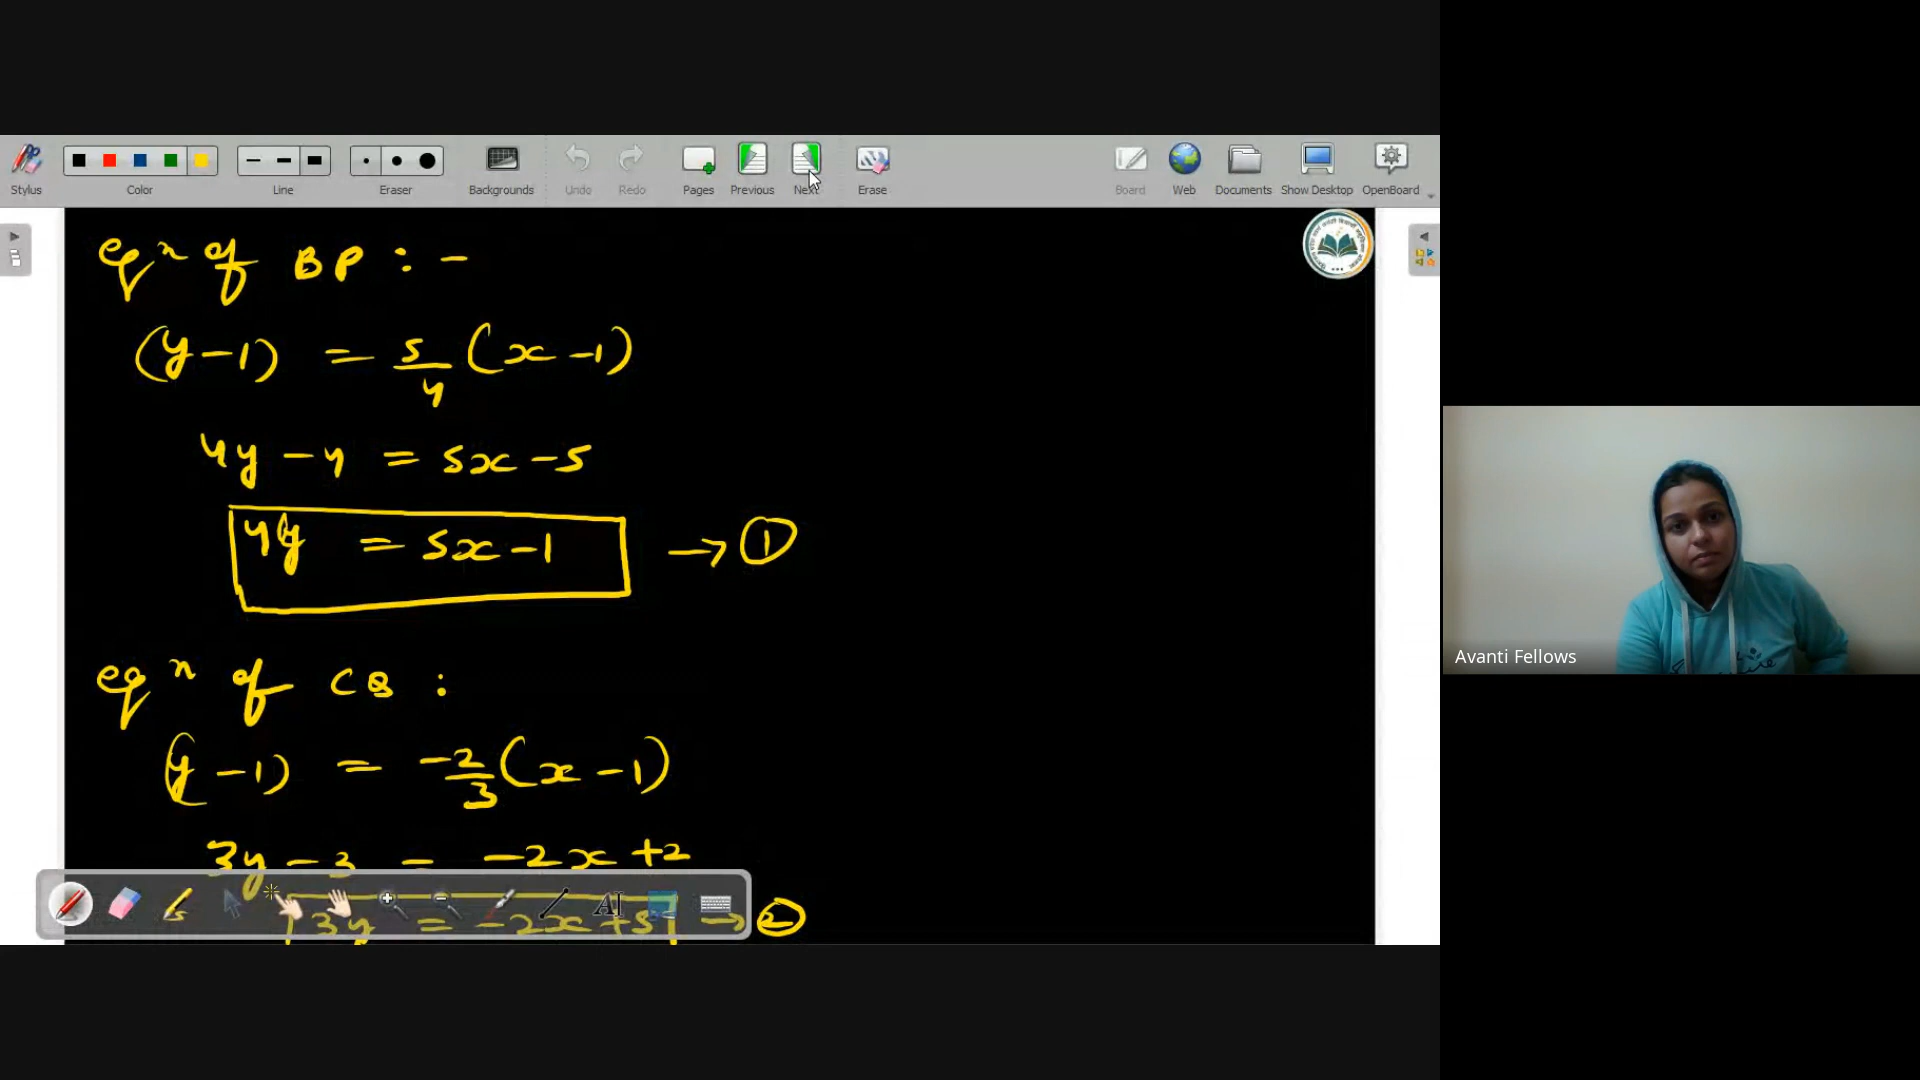 Stylus
Color
Line
Eraser
Backgrounds
Undo
Redo
Pages
Previous
Next
Erase
Board
Web
Documents
Show Desktop
OpenBoard
eqⁿ of BP : -
(y-1) = 5/4 (x-1)
4y - 4 = 5x - 5
4y = 5x - 1 → ①
eqⁿ of CQ :
(y-1) = -2/3 (x-1)
3y - 3 = -2x + 2
3y = -2x + 5 → ②
AI
Avanti Fellows